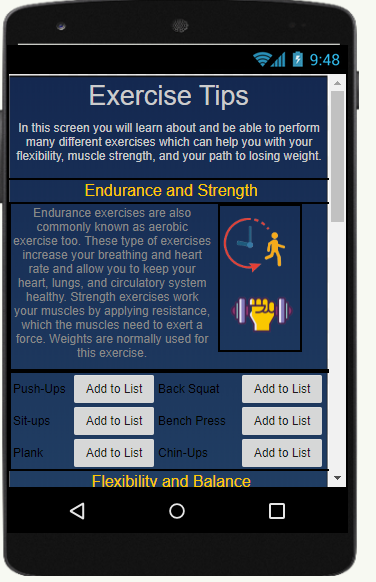 9:48
Exercise Tips
In this screen you will learn about and be able to perform
many different exercises which can help you with your
flexibility, muscle strength, and your path to losing weight.
Endurance and Strength
Endurance exercises are also
commonly known as aerobic
exercise too. These type of exercises
increase your breathing and heart
rate and allow you to keep your
heart, lungs, and circulatory system
healthy. Strength exercises work
your muscles by applying resistance,
which the muscles need to exert a
force. Weights are normally used for
this exercise.
Push-Ups Add to List Back Squat Add to List
Sit-ups Add to List Bench Press Add to List
Plank Add to List Chin-Ups Add to List
Flexibility and Balance